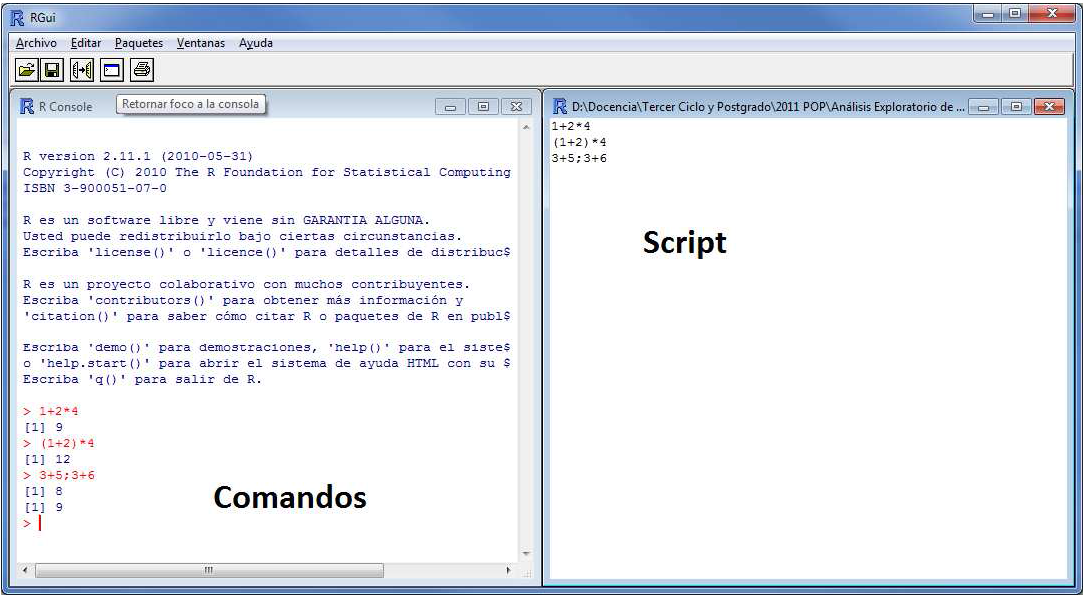 RGui
Archivo Editar Paquetes Ventanas Ayuda
R Console
Retornar foco a la consola
R version 2.11.1 (2010-05-31)
Copyright (C) 2010 The R Foundation for Statistical Computing
ISBN 3-900051-07-0
R es un software libre y viene sin GARANTIA ALGUNA.
Usted puede redistribuirlo bajo ciertas circunstancias.
Escriba 'license()' o 'licence()' para detalles de distribuc$
R es un proyecto colaborativo con muchos contribuyentes.
Escriba 'contributors()' para obtener más información y
'citation()' para saber cómo citar R o paquetes de R en publ$
Escriba 'demo()' para demostraciones, 'help()' para el siste$
o 'help.start()' para abrir el sistema de ayuda HTML con su $
Escriba 'q()' para salir de R.
> 1+2*4
[1] 9
> (1+2)*4
[1] 12
> 3+5;3+6
[1] 8
[1] 9
>
Comandos
D:\Docencia\Tercer Ciclo y Postgrado\2011 POP\Análisis Exploratorio de ...
1+2*4
(1+2)*4
3+5;3+6
Script